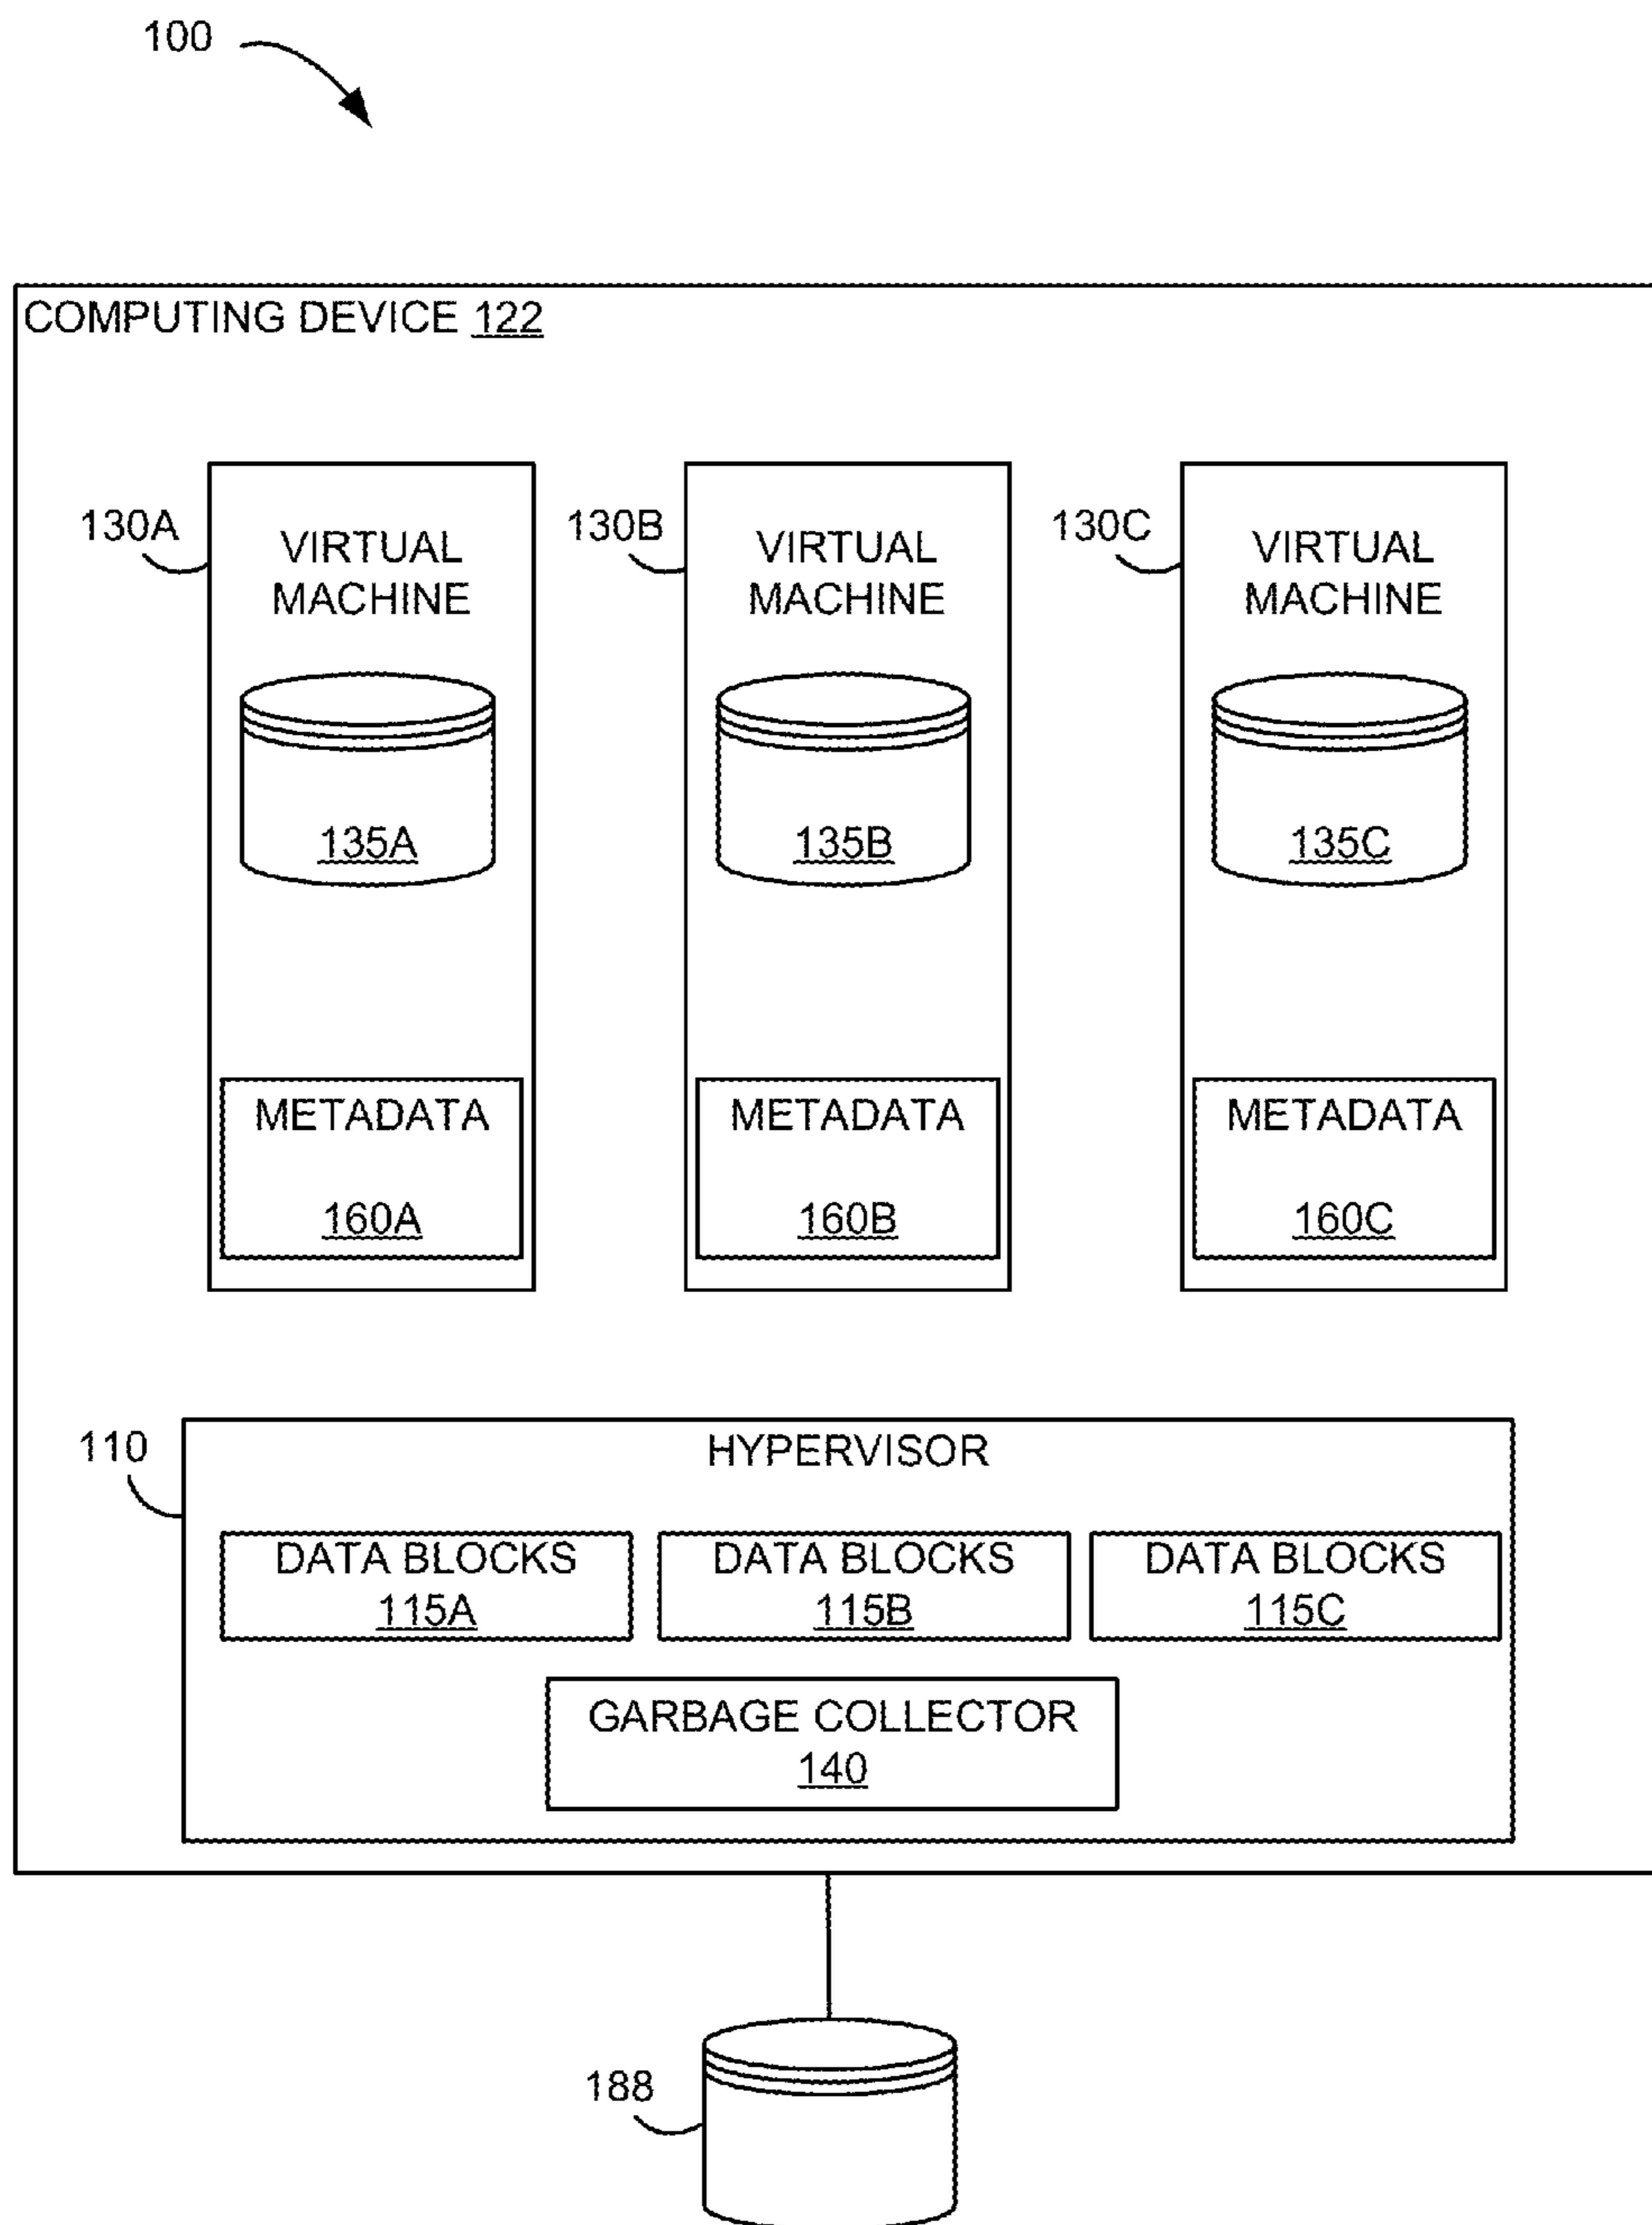 100
COMPUTING DEVICE 122
130A
VIRTUAL
MACHINE
135A
METADATA
160A
130B
VIRTUAL
MACHINE
135B
METADATA
160B
130C
VIRTUAL
MACHINE
135C
METADATA
160C
110
HYPERVISOR
DATA BLOCKS
115A
DATA BLOCKS
115B
DATA BLOCKS
115C
GARBAGE COLLECTOR
140
188